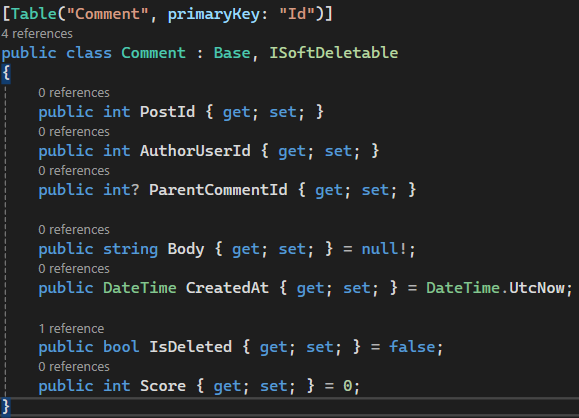 [Table("Comment", primaryKey: "Id")]
4 references
public class Comment : Base, ISoftDeletable
{
0 references
public int PostId { get; set; }
0 references
public int AuthorUserId { get; set; }
0 references
public int? ParentCommentId { get; set; }
0 references
public string Body { get; set; } = null!;
0 references
public DateTime CreatedAt { get; set; } = DateTime.UtcNow;
1 reference
public bool IsDeleted { get; set; } = false;
0 references
public int Score { get; set; } = 0;
}